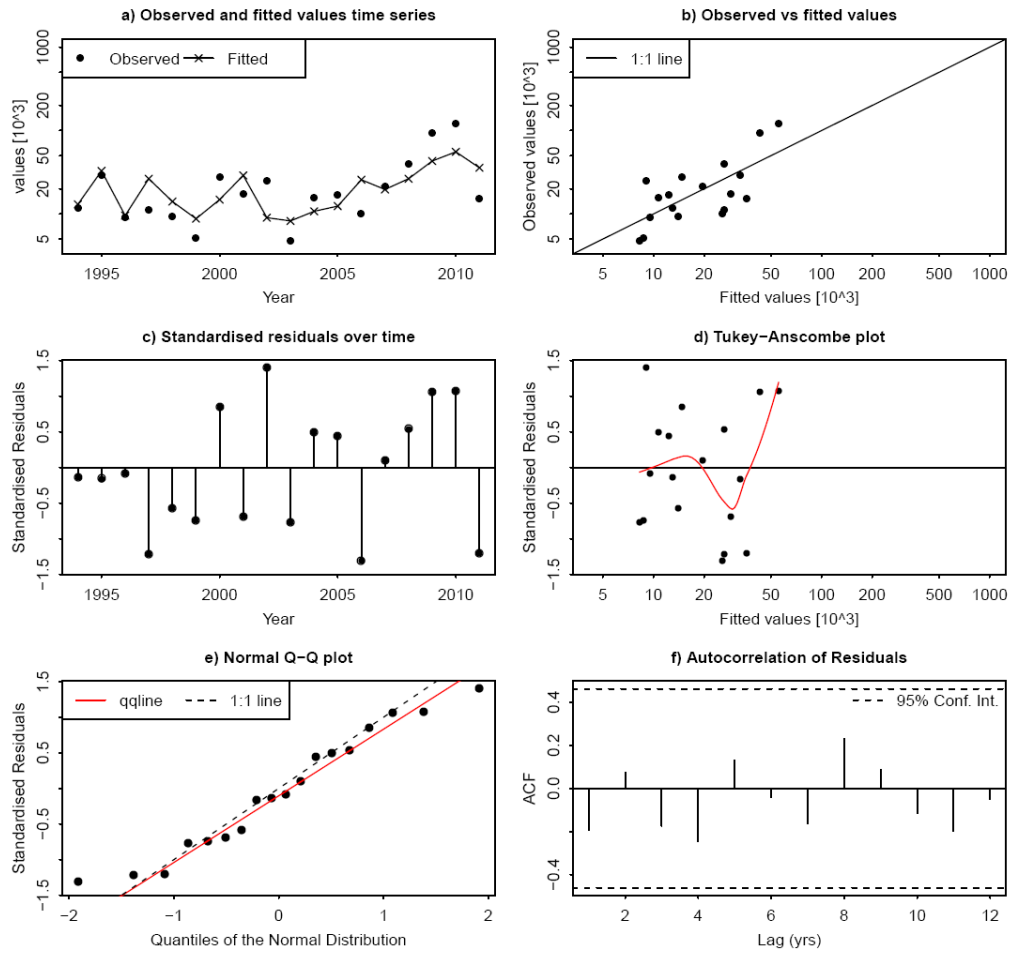 a) Observed and fitted values time series
values [10^3]
1000
200
50
20
5
Observed
Fitted
1995
2000
2005
2010
Year
b) Observed vs fitted values
Observed values [10^3]
1000
200
50
20
5
1:1 line
5
10
20
50
100
200
500
1000
Fitted values [10^3]
c) Standardised residuals over time
Standardised Residuals
1.5
0.5
−0.5
−1.5
1995
2000
2005
2010
Year
d) Tukey−Anscombe plot
Standardised Residuals
1.5
0.5
−0.5
−1.5
5
10
20
50
100
200
500
1000
Fitted values [10^3]
e) Normal Q−Q plot
Standardised Residuals
1.5
0.5
−0.5
−1.5
qqline
1:1 line
−2
−1
0
1
2
Quantiles of the Normal Distribution
f) Autocorrelation of Residuals
ACF
0.4
0.2
0.0
−0.4
95% Conf. Int.
2
4
6
8
10
12
Lag (yrs)